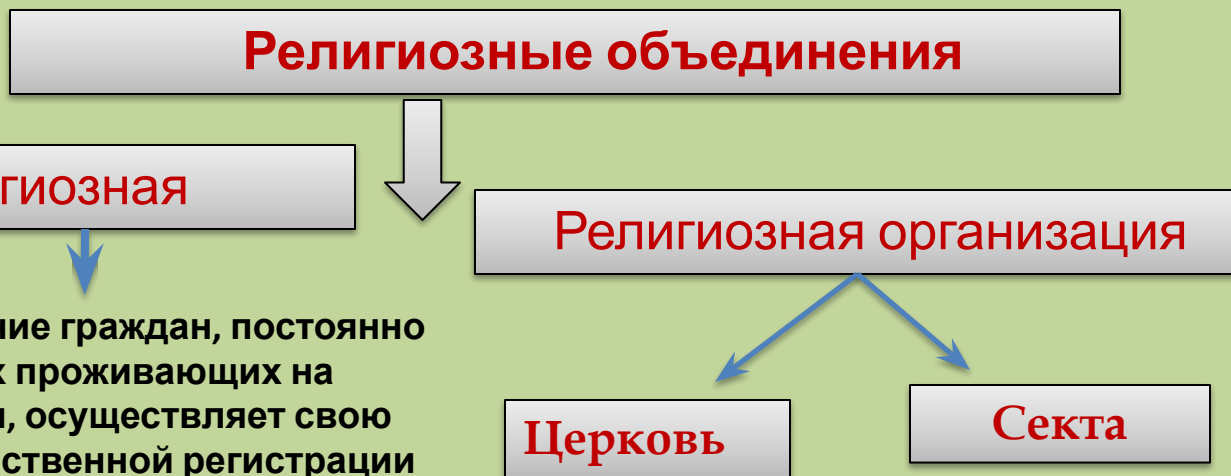 Религиозные объединения
гиозная
Религиозная организация
ние граждан, постоянно
х проживающих на
, осуществляет свою
ственной регистрации
Церковь
Секта